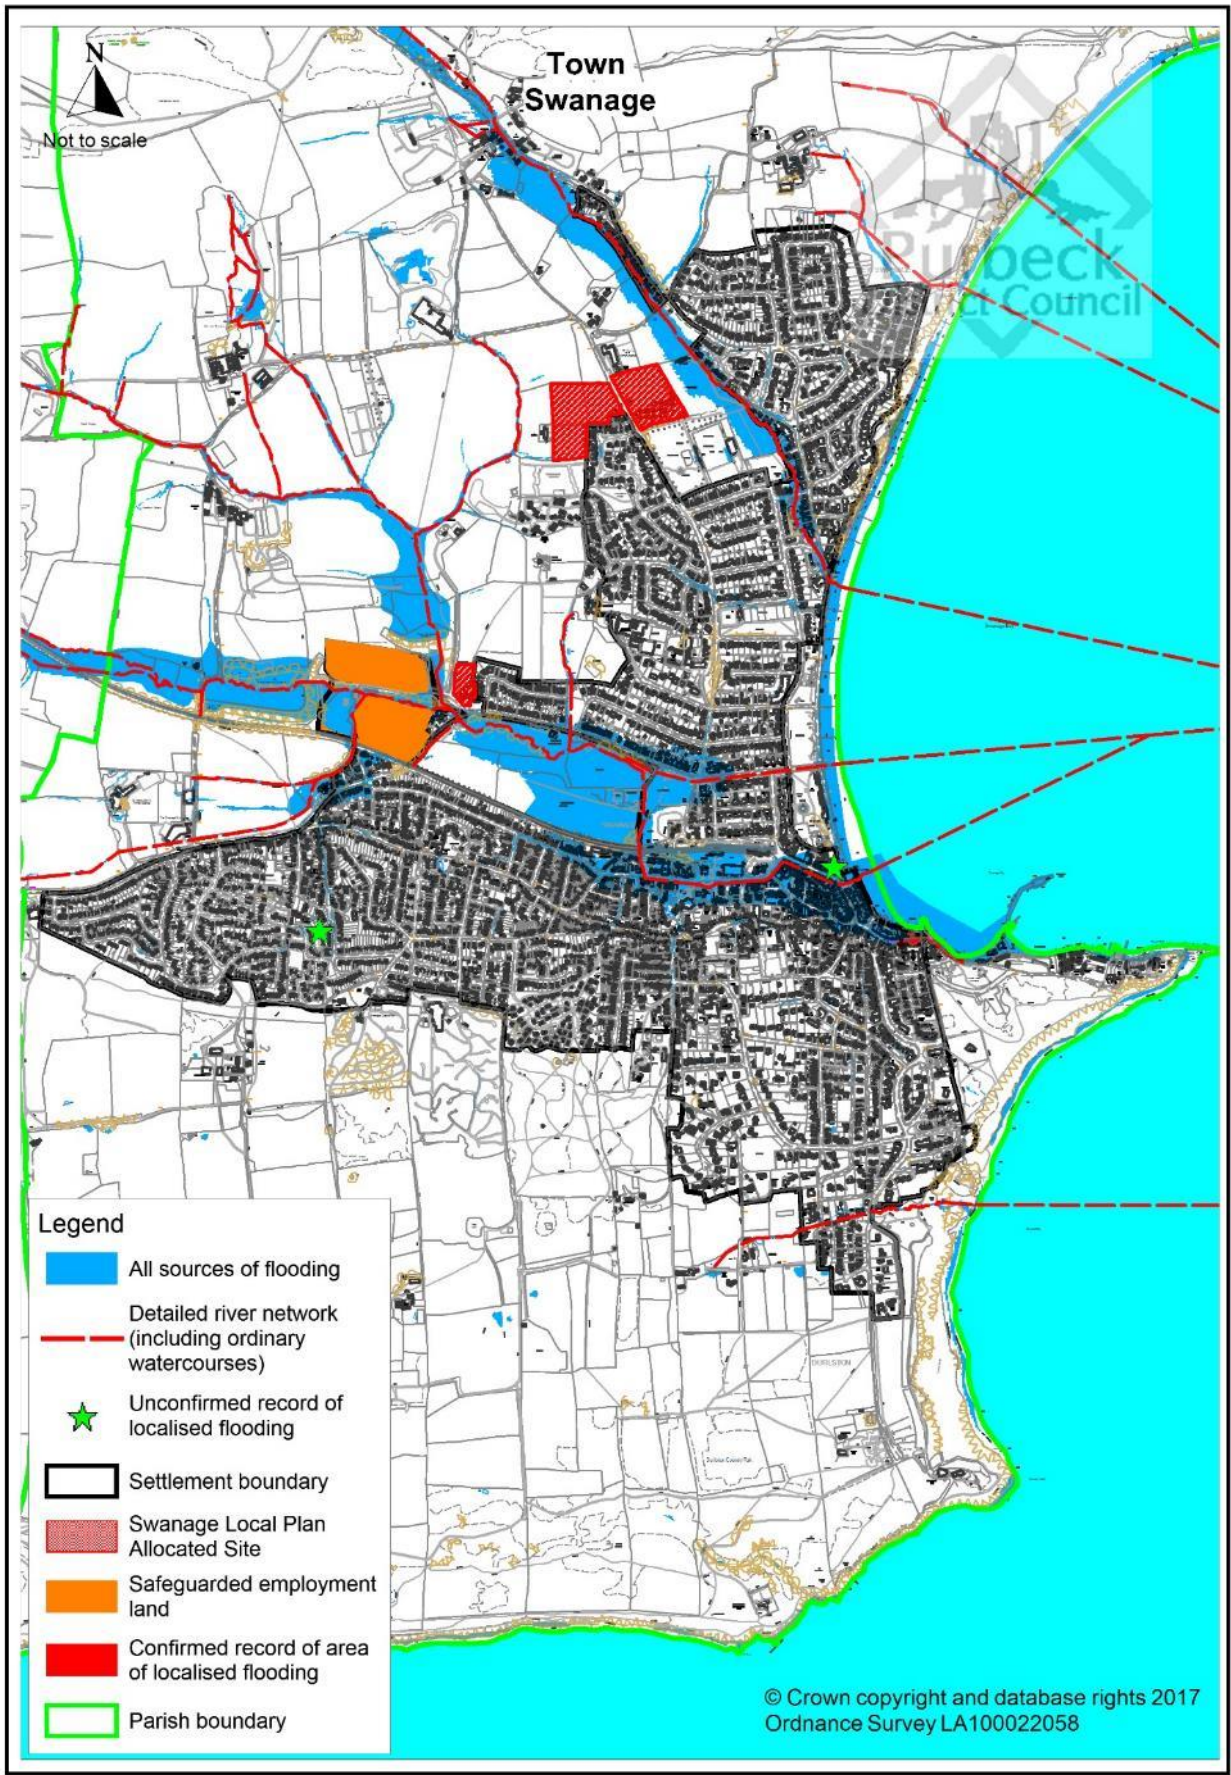 N
Not to scale
Town
Swanage
Purbeck
District Council
DURLSTON
Legend
All sources of flooding
Detailed river network
(including ordinary
watercourses)
Unconfirmed record of
localised flooding
Settlement boundary
Swanage Local Plan
Allocated Site
Safeguarded employment
land
Confirmed record of area
of localised flooding
Parish boundary
© Crown copyright and database rights 2017
Ordnance Survey LA100022058